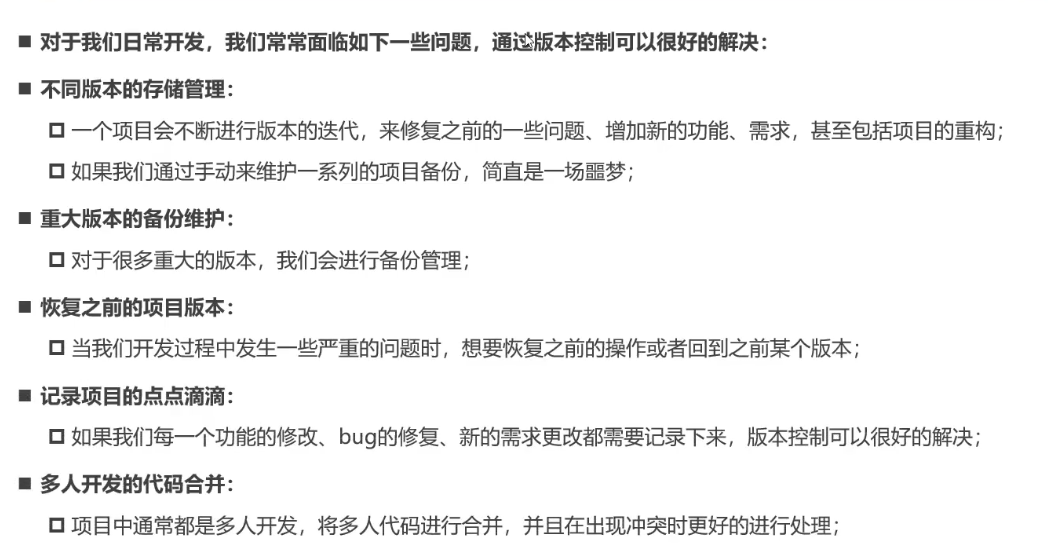 ■ 对于我们日常开发，我们常常面临如下一些问题，通过版本控制可以很好的解决：
■ 不同版本的存储管理：
一个项目会不断进行版本的迭代，来修复之前的一些问题、增加新的功能、需求，甚至包括项目的重构；
如果我们通过手动来维护一系列的项目备份，简直是一场噩梦；
■ 重大版本的备份维护：
对于很多重大的版本，我们会进行备份管理；
■ 恢复之前的项目版本：
当我们开发过程中发生一些严重的问题时，想要恢复之前的操作或者回到之前某个版本；
■ 记录项目的点点滴滴：
如果我们每一个功能的修改、bug的修复、新的需求更改都需要记录下来，版本控制可以很好的解决；
■ 多人开发的代码合并：
项目中通常都是多人开发，将多人代码进行合并，并且在出现冲突时更好的进行处理；